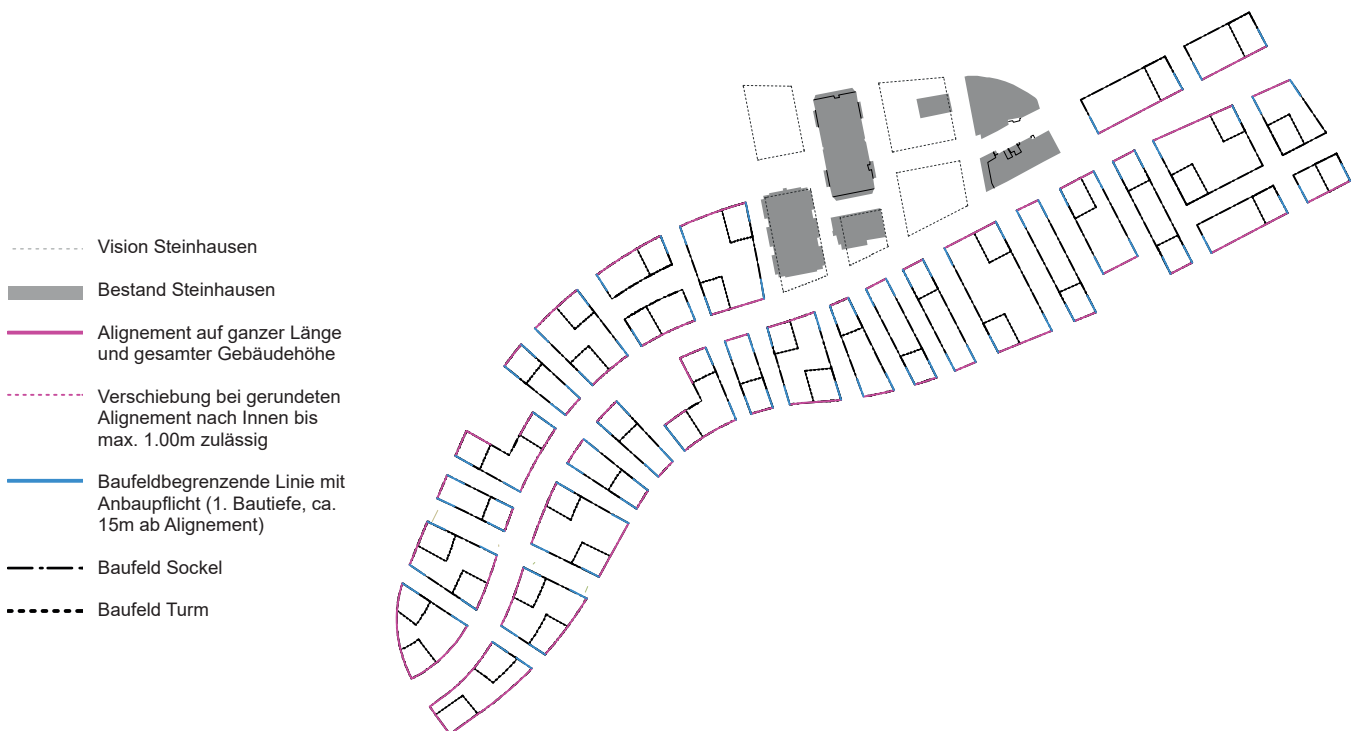 Vision Steinhausen
Bestand Steinhausen
Alignement auf ganzer Länge
und gesamter Gebäudehöhe
Verschiebung bei gerundeten
Alignement nach Innen bis
max. 1.00m zulässig
Baufeldbegrenzende Linie mit
Anbaupflicht (1. Bautiefe, ca.
15m ab Alignement)
Baufeld Sockel
Baufeld Turm